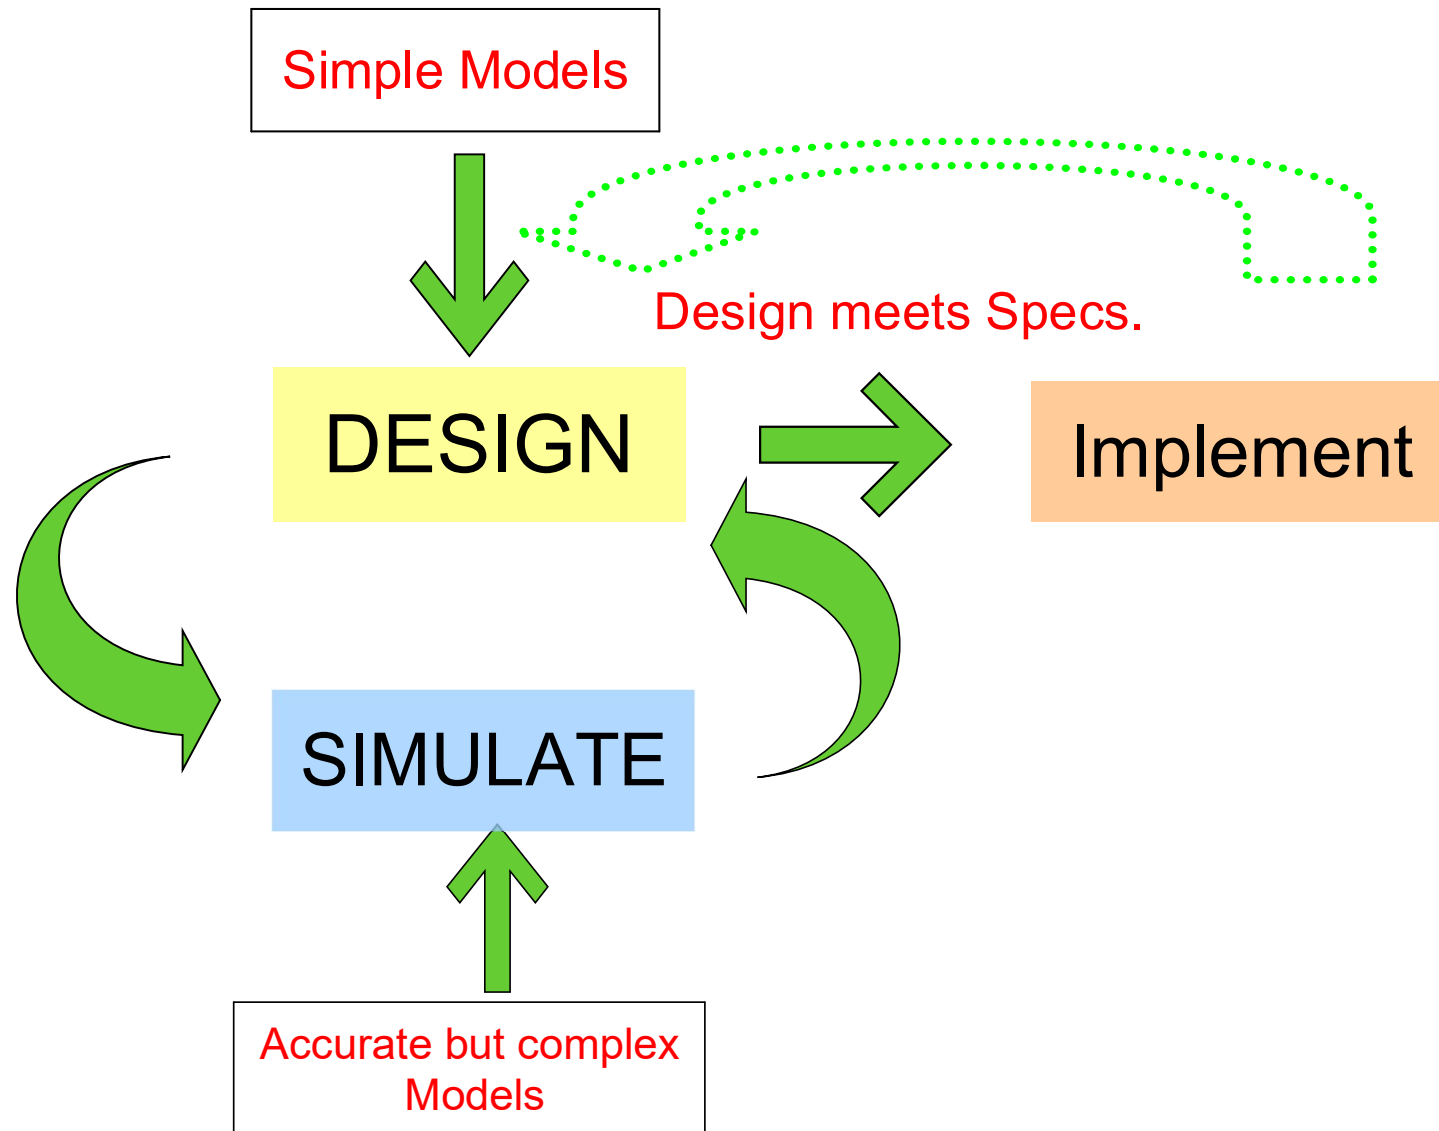 Simple Models
Design meets Specs.
DESIGN
Implement
SIMULATE
Accurate but complex
Models